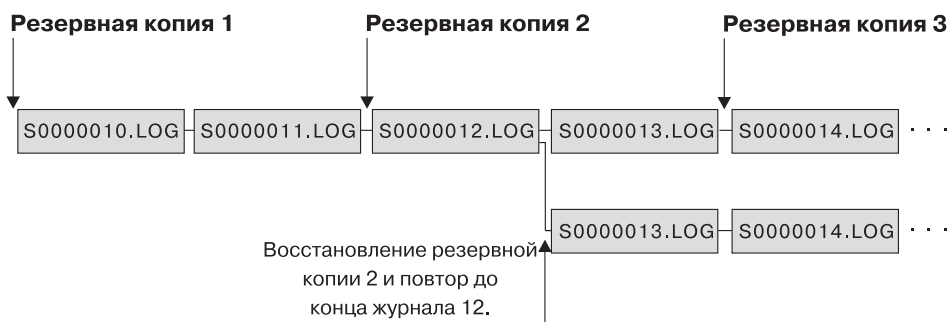 Резервная копия 1 Резервная копия 2 Резервная копия 3
S0000010.LOG S0000011.LOG S0000012.LOG S0000013.LOG S0000014.LOG . . .
S0000013.LOG S0000014.LOG . . .
Восстановление резервной
копии 2 и повтор до
конца журнала 12.